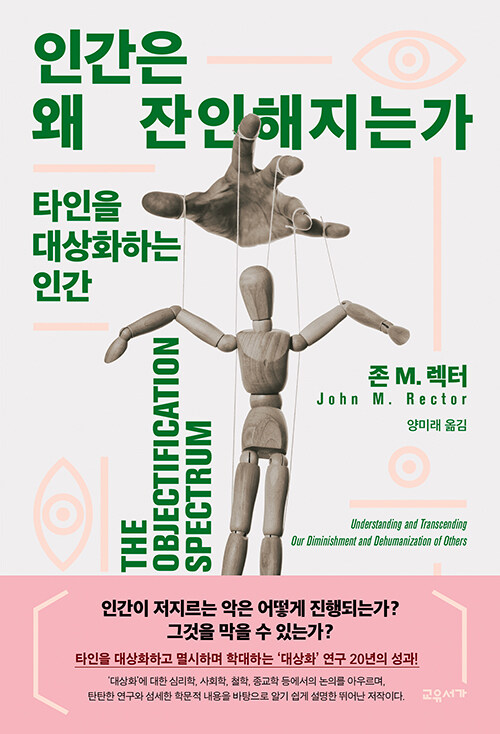 인간은
왜 잔인해지는가
타인을
대상화하는
인간
존 M. 렉터
John M. Rector
양미래 옮김
THE
OBJECTIFICATION
SPECTRUM
Understanding and Transcending
Our Diminishment and Dehumanization of Others
인간이 저지르는 악은 어떻게 진행되는가?
그것을 막을 수 있는가?
타인을 대상화하고 멸시하며 학대하는 ‘대상화’ 연구 20년의 성과!
‘대상화’에 대한 심리학, 사회학, 철학, 종교학 등에서의 논의를 아우르며,
탄탄한 연구와 섬세한 학문적 내용을 바탕으로 알기 쉽게 설명한 뛰어난 저작이다.
교유서가